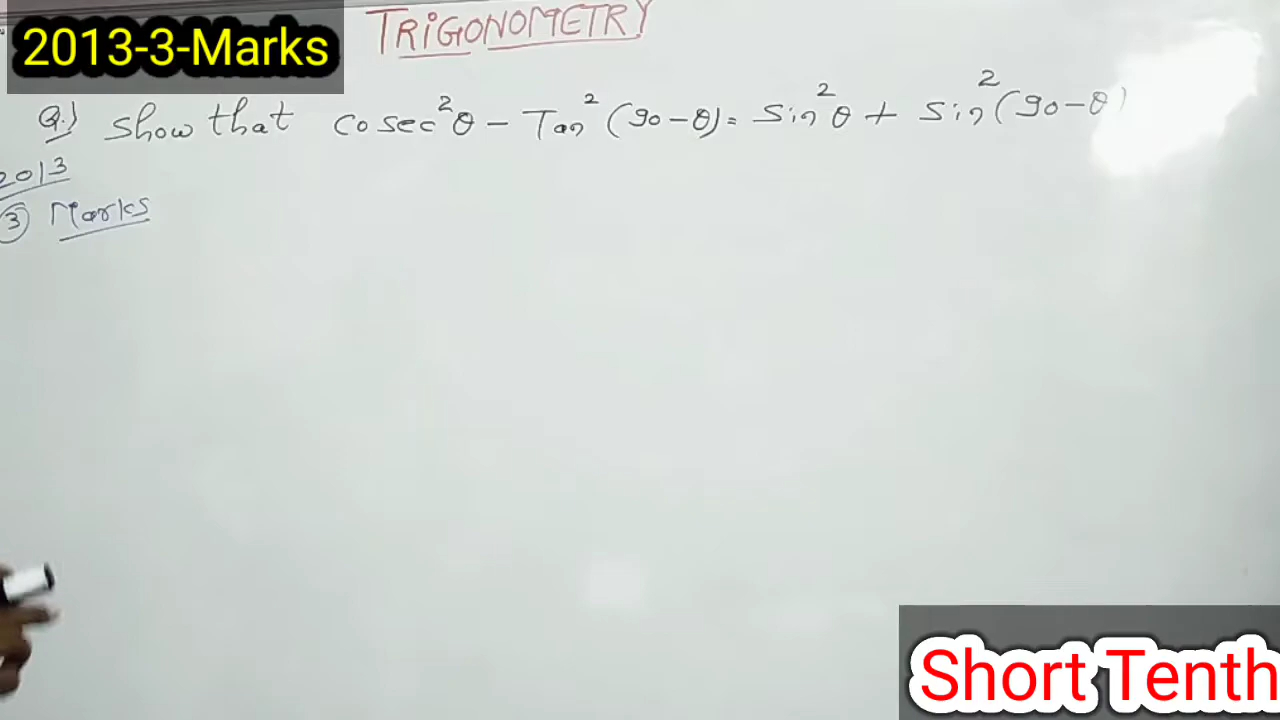 TRIGONOMETRY
2013-3-Marks
Q.) Show that cosec²θ - Tan²(90-θ) = sin²θ + sin²(90-θ)
2013
③ Marks
Short Tenth